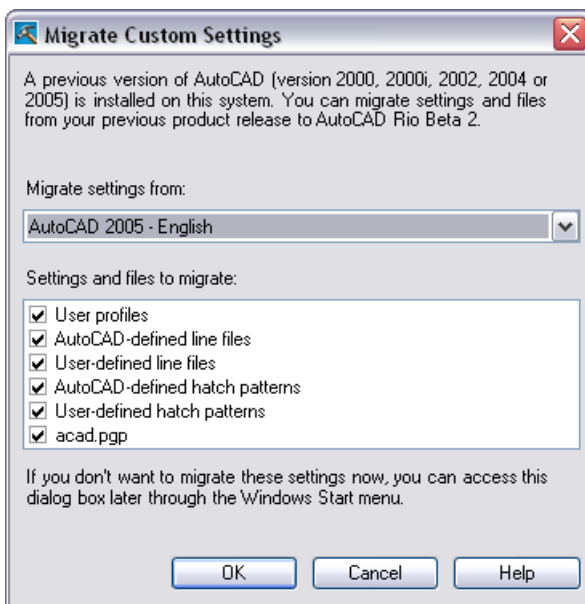 Migrate Custom Settings
A previous version of AutoCAD (version 2000, 2000i, 2002, 2004 or
2005) is installed on this system. You can migrate settings and files
from your previous product release to AutoCAD Rio Beta 2.
Migrate settings from:
AutoCAD 2005 - English
Settings and files to migrate:
User profiles
AutoCAD-defined line files
User-defined line files
AutoCAD-defined hatch patterns
User-defined hatch patterns
acad.pgp
If you don't want to migrate these settings now, you can access this
dialog box later through the Windows Start menu.
OK Cancel Help